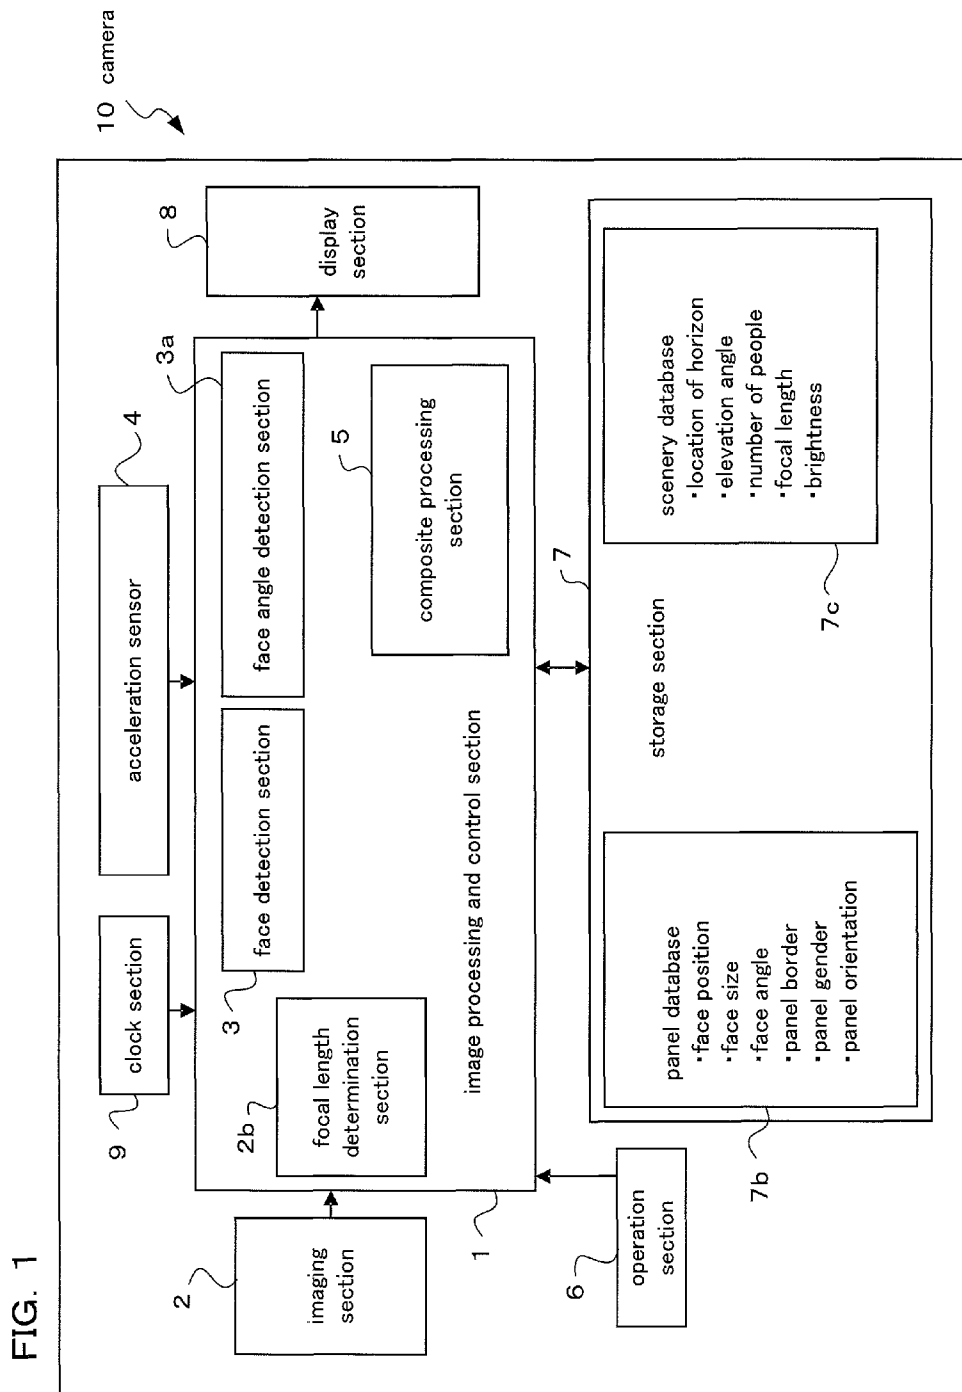 FIG. 1
10 camera
9
clock section
4
acceleration sensor
2
imaging
section
1
2b
focal length
determination
section
3
face detection section
3a
face angle detection section
5
composite processing
section
image processing and control section
8
display
section
6
operation
section
7
storage section
7b
panel database
・face position
・face size
・face angle
・panel border
・panel gender
・panel orientation
7c
scenery database
・location of horizon
・elevation angle
・number of people
・focal length
・brightness